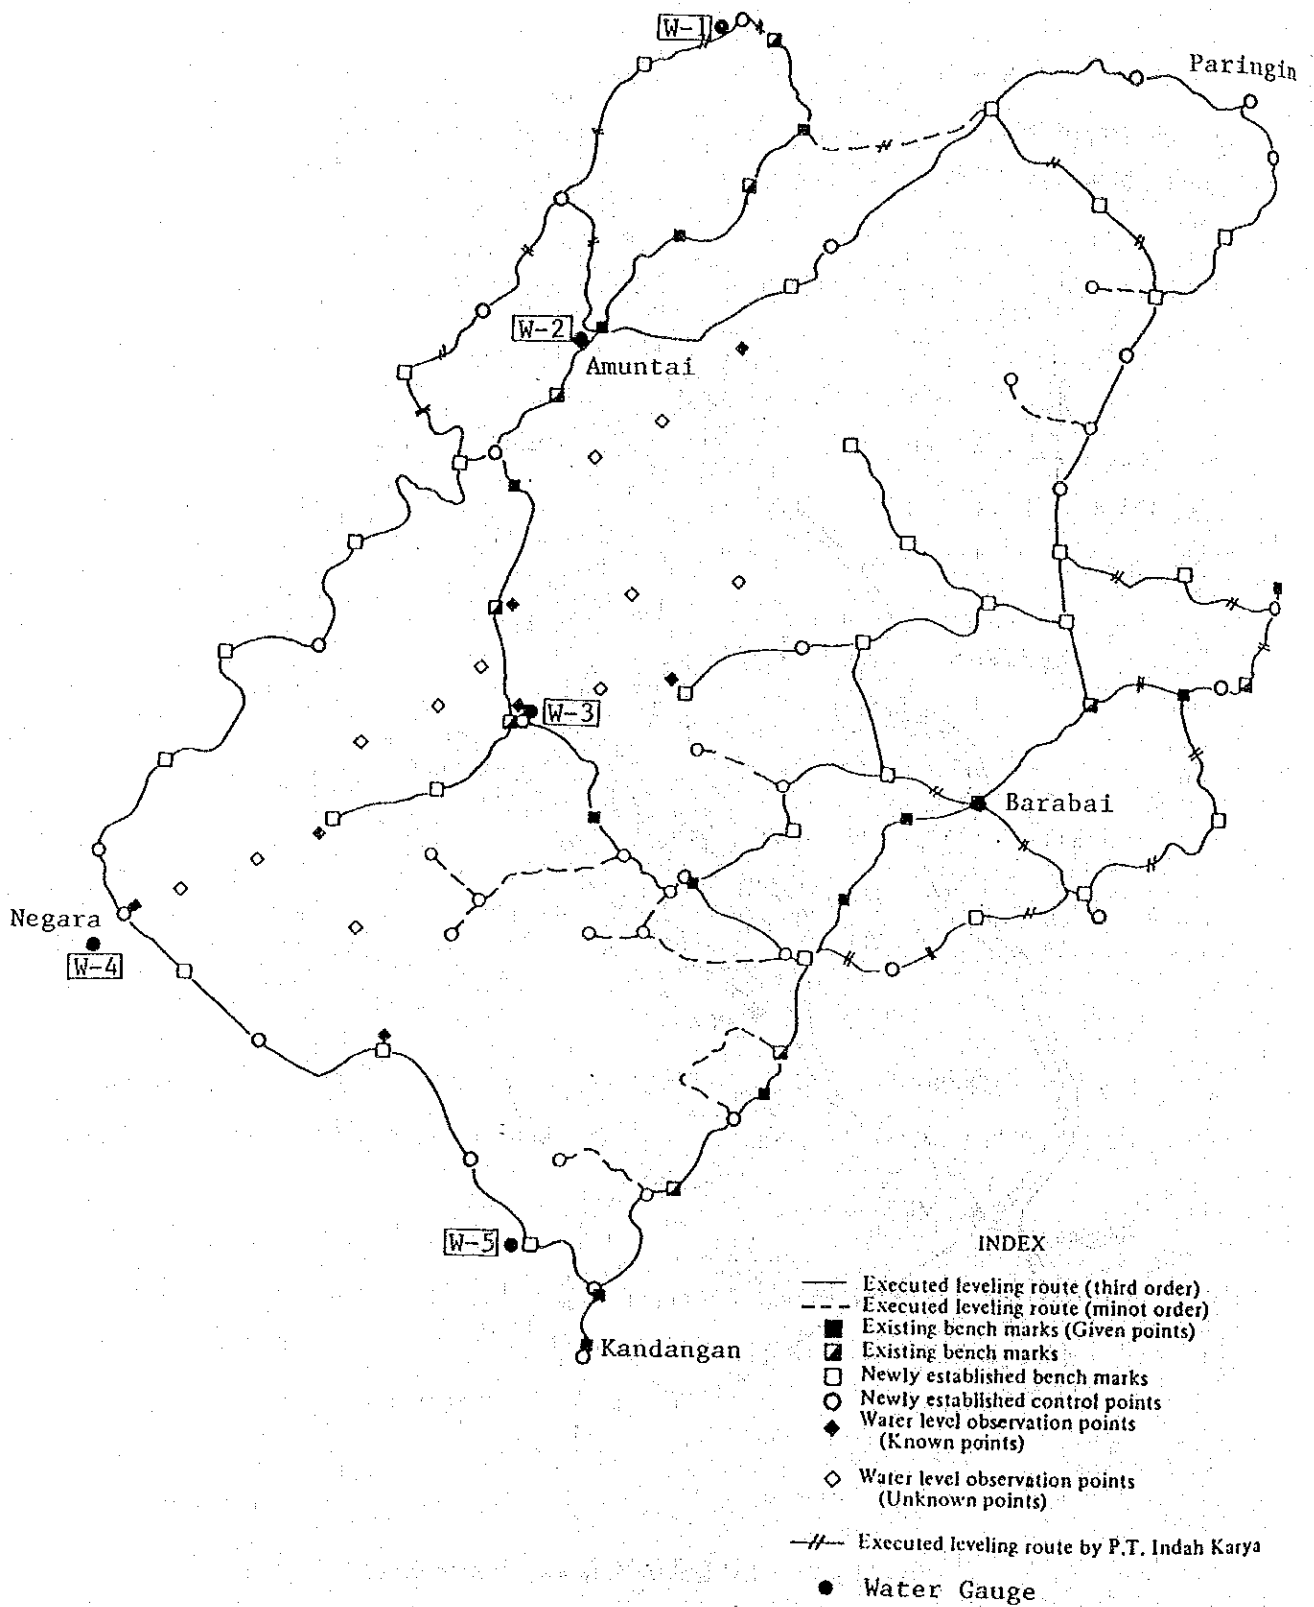 W-1
Paringin
W-2
Amuntai
W-3
Barabai
Negara
W-4
W-5
Kandangan
INDEX
Executed leveling route (third order)
Executed leveling route (minot order)
Existing bench marks (Given points)
Existing bench marks
Newly established bench marks
Newly established control points
Water level observation points
(Known points)
Water level observation points
(Unknown points)
Executed leveling route by P.T. Indah Karya
Water Gauge